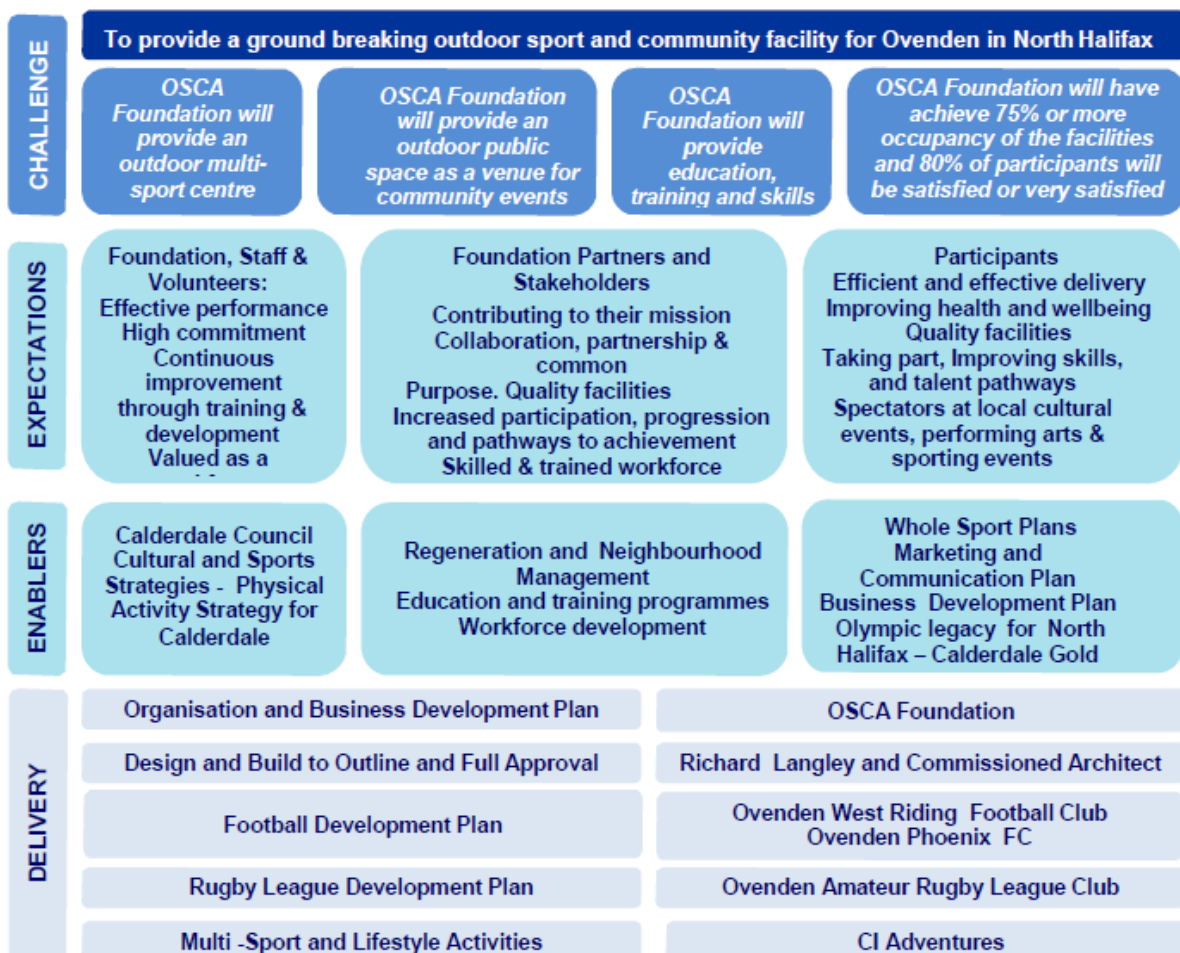 CHALLENGE
To provide a ground breaking outdoor sport and community facility for Ovenden in North Halifax
OSCA
Foundation will
provide an
outdoor multi-
sport centre
OSCA Foundation
will provide an
outdoor public
space as a venue for
community events
OSCA
Foundation will
provide
education,
training and skills
OSCA Foundation will have
achieve 75% or more
occupancy of the facilities
and 80% of participants will
be satisfied or very satisfied
EXPECTATIONS
Foundation, Staff &
Volunteers:
Effective performance
High commitment
Continuous
improvement
through training &
development
Valued as a
Foundation Partners and
Stakeholders
Contributing to their mission
Collaboration, partnership &
common
Purpose. Quality facilities
Increased participation, progression
and pathways to achievement
Skilled & trained workforce
Participants
Efficient and effective delivery
Improving health and wellbeing
Quality facilities
Taking part, Improving skills,
and talent pathways
Spectators at local cultural
events, performing arts &
sporting events
ENABLERS
Calderdale Council
Cultural and Sports
Strategies - Physical
Activity Strategy for
Calderdale
Regeneration and Neighbourhood
Management
Education and training programmes
Workforce development
Whole Sport Plans
Marketing and
Communication Plan
Business Development Plan
Olympic legacy for North
Halifax – Calderdale Gold
DELIVERY
Organisation and Business Development Plan
OSCA Foundation
Design and Build to Outline and Full Approval
Richard Langley and Commissioned Architect
Football Development Plan
Ovenden West Riding Football Club
Ovenden Phoenix FC
Rugby League Development Plan
Ovenden Amateur Rugby League Club
Multi -Sport and Lifestyle Activities
CI Adventures